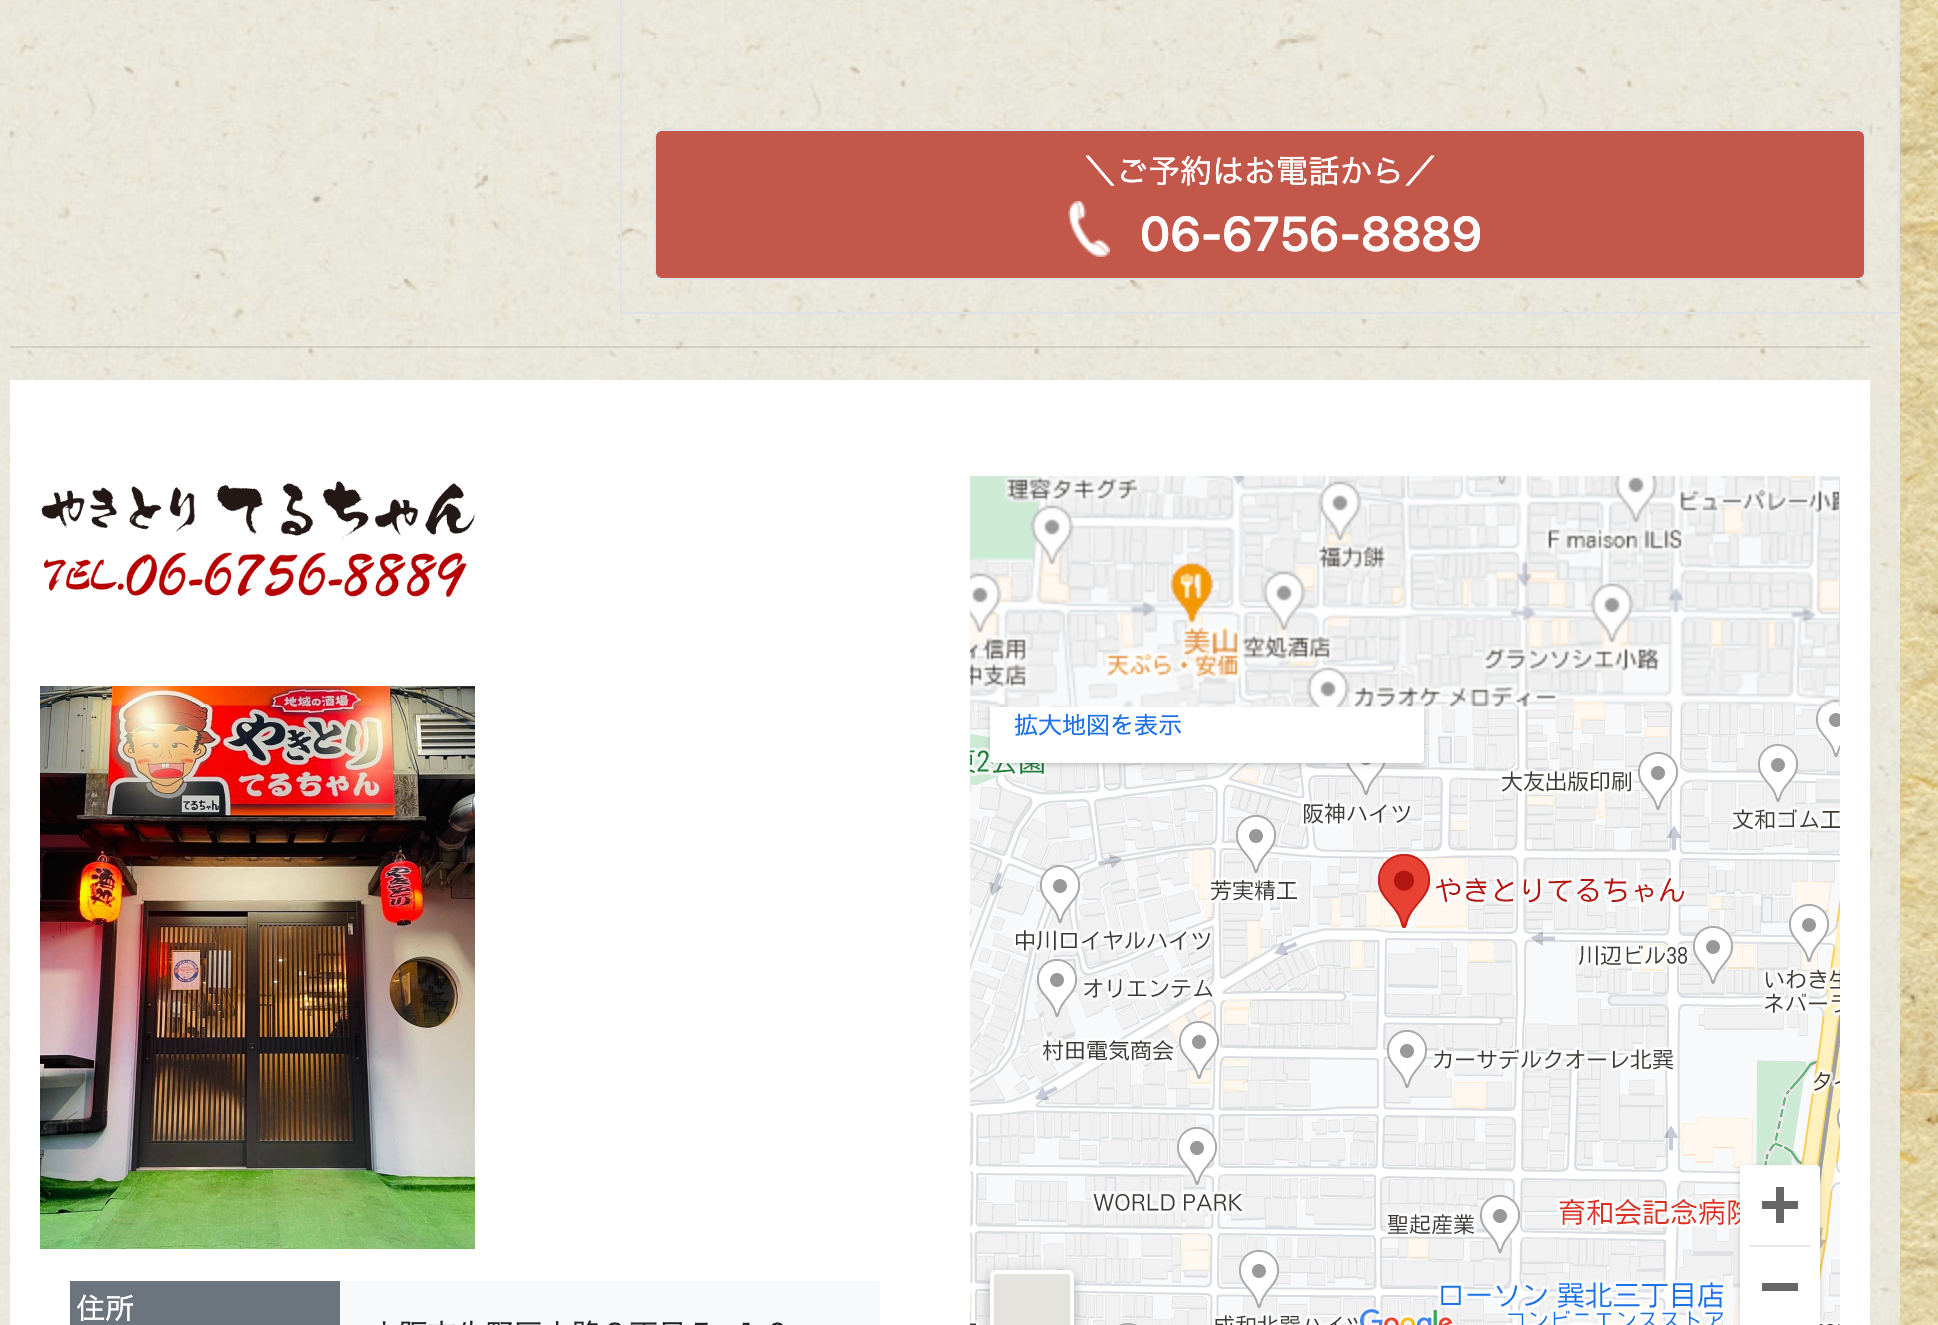 ＼ご予約はお電話から／
06-6756-8889
やきとり てるちゃん
TEL.06-6756-8889
地域の酒場
やきとり
てるちゃん
てるちゃん
酒処
やきとり
住所
理容タキグチ
福力餅
F maison ILIS
美山
天ぷら・安価
空処酒店
信用
中支店
グランソシエ小路
カラオケ メロディー
拡大地図を表示
2公園
阪神ハイツ
大友出版印刷
文和ゴム工
芳実精工
やきとりてるちゃん
中川ロイヤルハイツ
川辺ビル38
オリエンテム
いわき生
ネバー
村田電気商会
カーサデルクオーレ北巽
WORLD PARK
聖起産業
育和会記念病院
ローソン 巽北三丁目店
コンビニエンスストア
Google